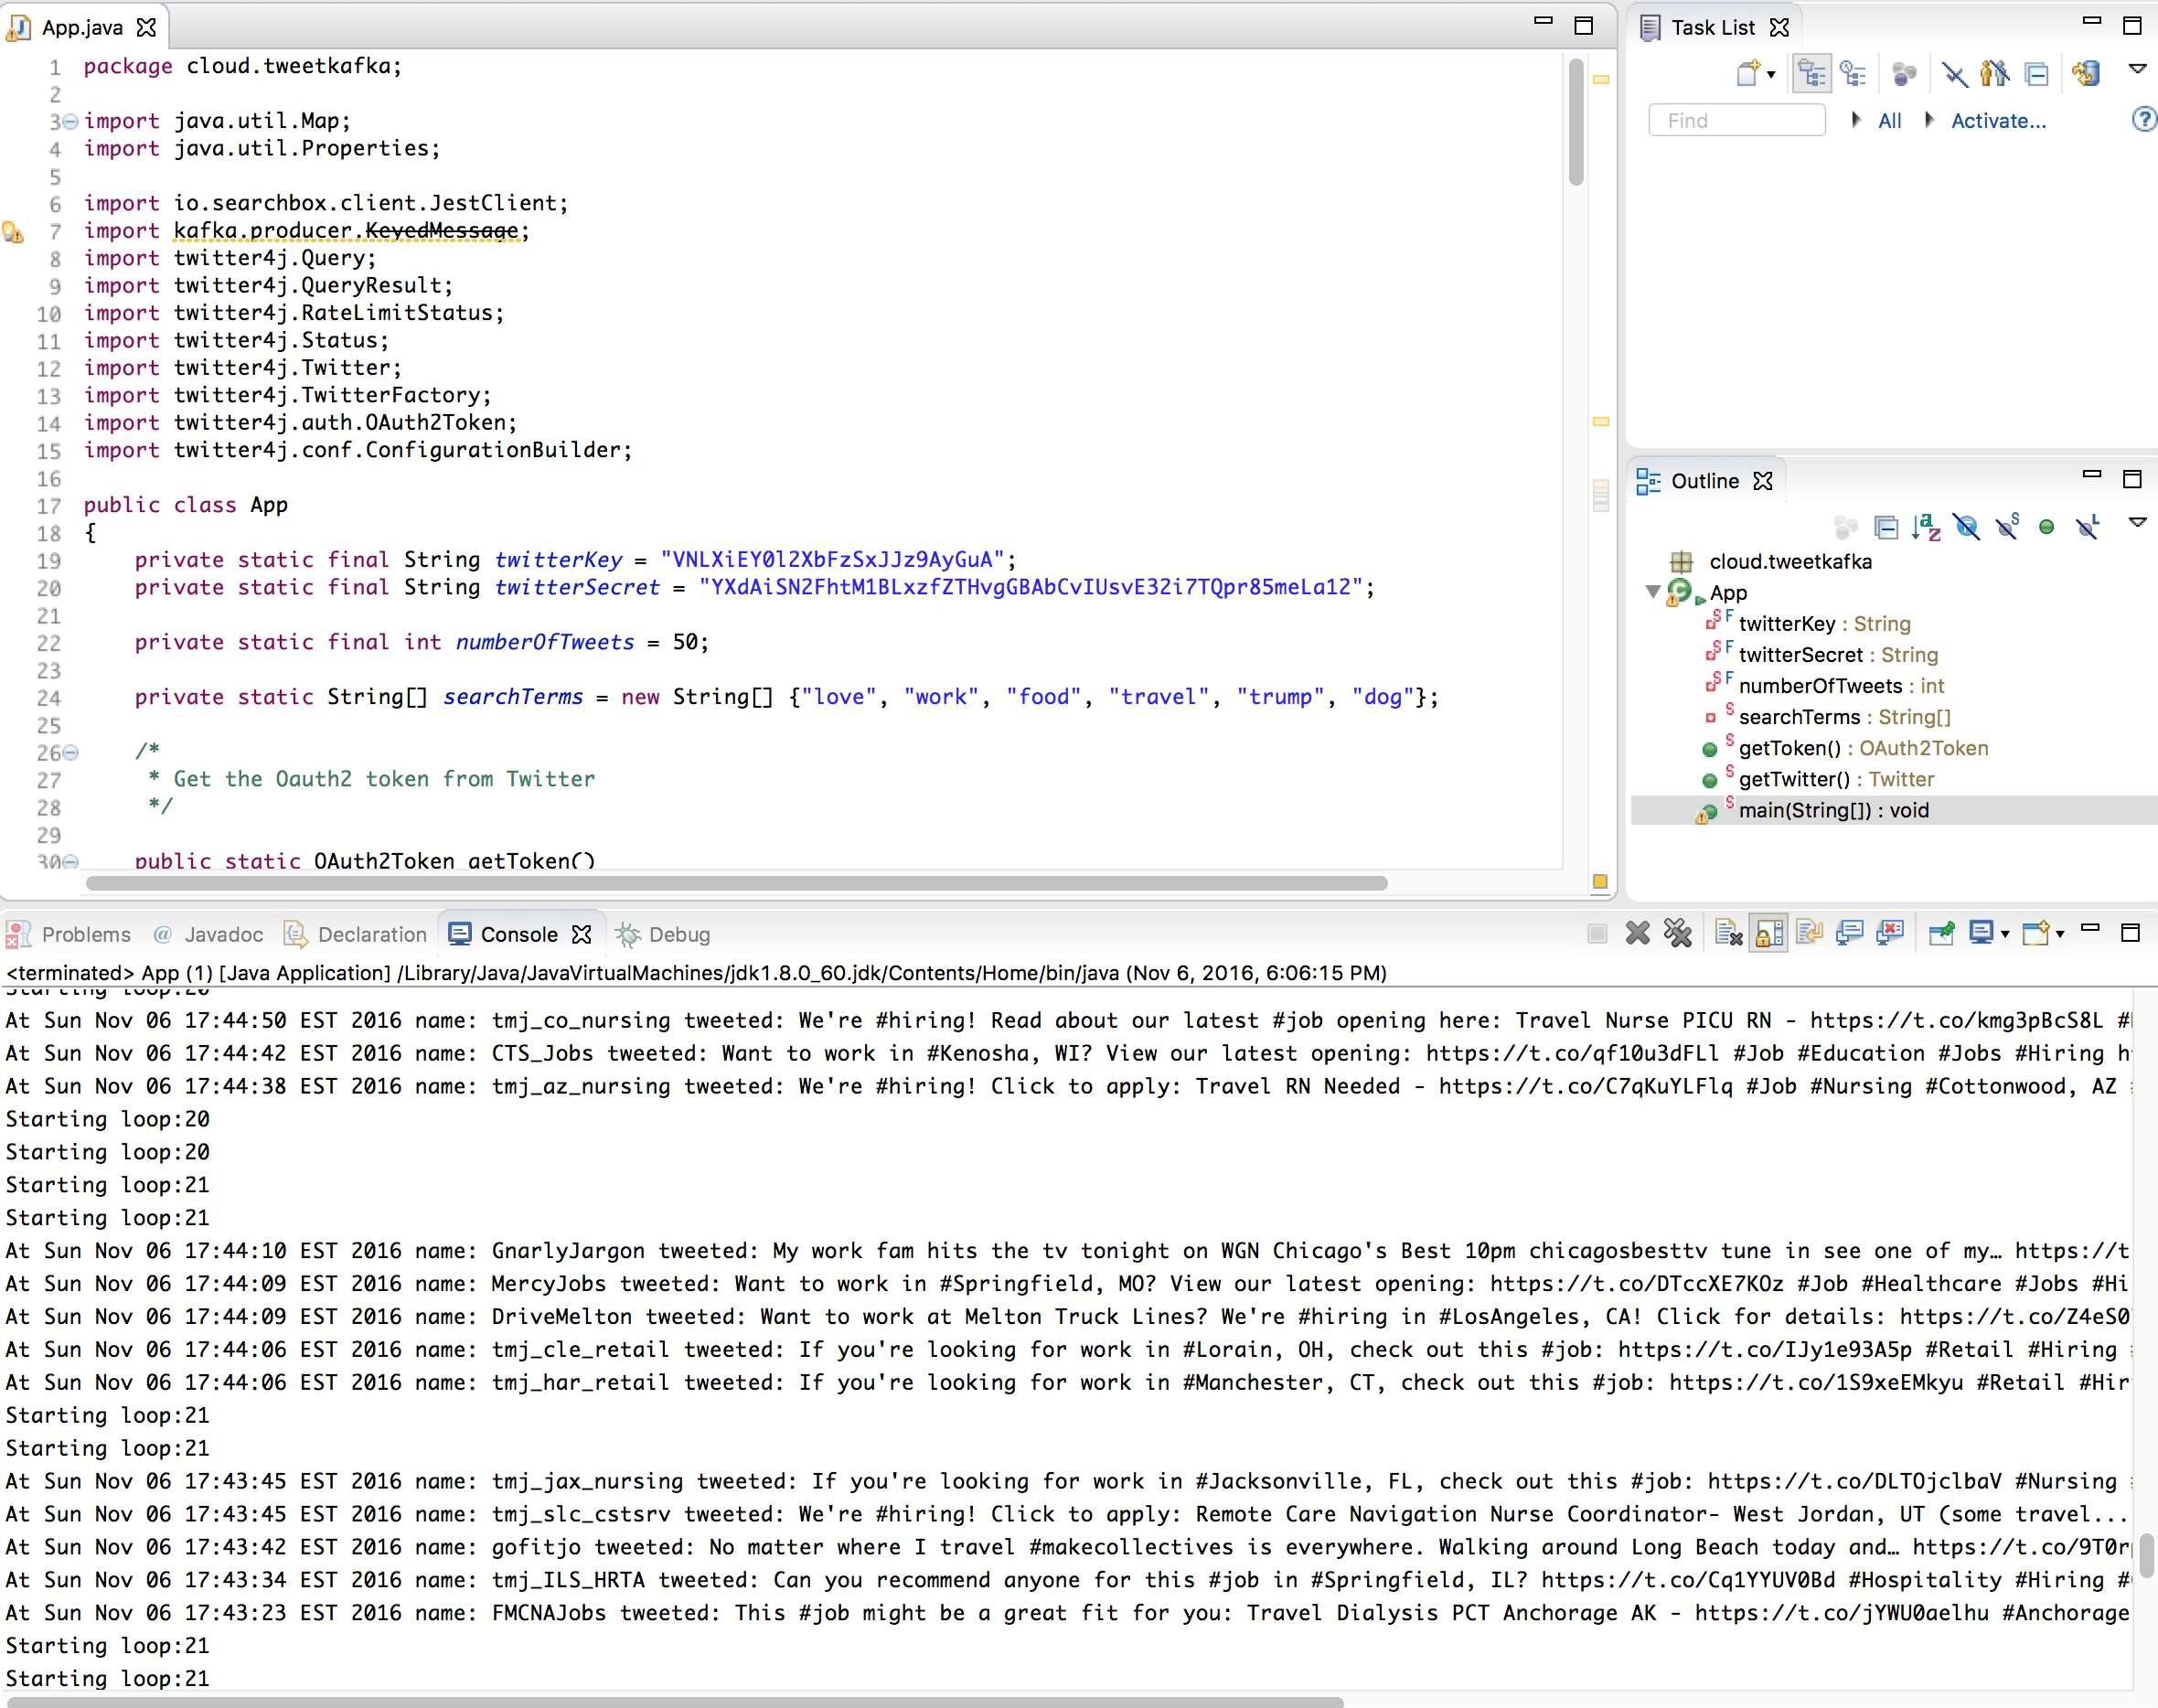 App.java
1 package cloud.tweetkafka;
2
3 import java.util.Map;
4 import java.util.Properties;
5
6 import io.searchbox.client.JestClient;
7 import kafka.producer.KeyedMessage;
8 import twitter4j.Query;
9 import twitter4j.QueryResult;
10 import twitter4j.RateLimitStatus;
11 import twitter4j.Status;
12 import twitter4j.Twitter;
13 import twitter4j.TwitterFactory;
14 import twitter4j.auth.OAuth2Token;
15 import twitter4j.conf.ConfigurationBuilder;
16
17 public class App
18 {
19 private static final String twitterKey = "VNLXiEY0l2XbFzSxJJz9AyGuA";
20 private static final String twitterSecret = "YXdAiSN2FhtM1BLxzfZTHvgGBAbCvIUsvE32i7TQpr85meLa12";
21
22 private static final int numberOfTweets = 50;
23
24 private static String[] searchTerms = new String[] {"love", "work", "food", "travel", "trump", "dog"};
25
26 /*
27 * Get the Oauth2 token from Twitter
28 */
29
30 public static OAuth2Token getToken()
Task List
Find
All
Activate...
Outline
cloud.tweetkafka
App
twitterKey : String
twitterSecret : String
numberOfTweets : int
searchTerms : String[]
getToken() : OAuth2Token
getTwitter() : Twitter
main(String[]) : void
Problems @ Javadoc Declaration Console Debug
<terminated> App (1) [Java Application] /Library/Java/JavaVirtualMachines/jdk1.8.0_60.jdk/Contents/Home/bin/java (Nov 6, 2016, 6:06:15 PM)
Starting loop:20
At Sun Nov 06 17:44:50 EST 2016 name: tmj_co_nursing tweeted: We're #hiring! Read about our latest #job opening here: Travel Nurse PICU RN - https://t.co/kmg3pBcS8L
At Sun Nov 06 17:44:42 EST 2016 name: CTS_Jobs tweeted: Want to work in #Kenosha, WI? View our latest opening: https://t.co/qf10u3dFLl #Job #Education #Jobs #Hiring
At Sun Nov 06 17:44:38 EST 2016 name: tmj_az_nursing tweeted: We're #hiring! Click to apply: Travel RN Needed - https://t.co/C7qKuYLFlq #Job #Nursing #Cottonwood, AZ
Starting loop:20
Starting loop:20
Starting loop:21
Starting loop:21
At Sun Nov 06 17:44:10 EST 2016 name: GnarlyJargon tweeted: My work fam hits the tv tonight on WGN Chicago's Best 10pm chicagosbesttv tune in see one of my… https://t
At Sun Nov 06 17:44:09 EST 2016 name: MercyJobs tweeted: Want to work in #Springfield, MO? View our latest opening: https://t.co/DTccXE7KOz #Job #Healthcare #Jobs #Hi
At Sun Nov 06 17:44:09 EST 2016 name: DriveMelton tweeted: Want to work at Melton Truck Lines? We're #hiring in #LosAngeles, CA! Click for details: https://t.co/Z4eS0
At Sun Nov 06 17:44:06 EST 2016 name: tmj_cle_retail tweeted: If you're looking for work in #Lorain, OH, check out this #job: https://t.co/IJy1e93A5p #Retail #Hiring
At Sun Nov 06 17:44:06 EST 2016 name: tmj_har_retail tweeted: If you're looking for work in #Manchester, CT, check out this #job: https://t.co/1S9xeEMkyu #Retail #Hir
Starting loop:21
Starting loop:21
At Sun Nov 06 17:43:45 EST 2016 name: tmj_jax_nursing tweeted: If you're looking for work in #Jacksonville, FL, check out this #job: https://t.co/DLTOjclbaV #Nursing
At Sun Nov 06 17:43:45 EST 2016 name: tmj_slc_cstsrv tweeted: We're #hiring! Click to apply: Remote Care Navigation Nurse Coordinator- West Jordan, UT (some travel...
At Sun Nov 06 17:43:42 EST 2016 name: gofitjo tweeted: No matter where I travel #makecollectives is everywhere. Walking around Long Beach today and… https://t.co/9T0r
At Sun Nov 06 17:43:34 EST 2016 name: tmj_ILS_HRTA tweeted: Can you recommend anyone for this #job in #Springfield, IL? https://t.co/Cq1YYUV0Bd #Hospitality #Hiring
At Sun Nov 06 17:43:23 EST 2016 name: FMCNAJobs tweeted: This #job might be a great fit for you: Travel Dialysis PCT Anchorage AK - https://t.co/jYWU0aelhu #Anchorage
Starting loop:21
Starting loop:21